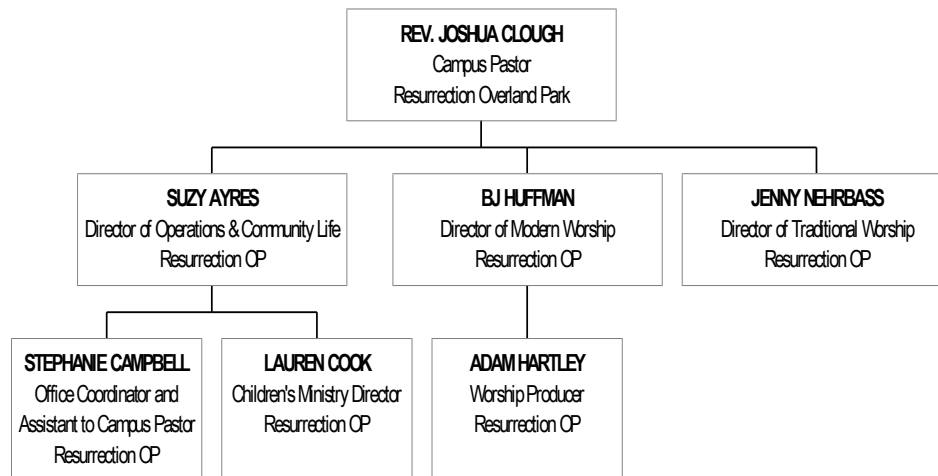 REV. JOSHUA CLOUGH
Campus Pastor
Resurrection Overland Park
SUZY AYRES
Director of Operations & Community Life
Resurrection OP
BJ HUFFMAN
Director of Modern Worship
Resurrection OP
JENNY NEHRBASS
Director of Traditional Worship
Resurrection OP
STEPHANIE CAMPBELL
Office Coordinator and
Assistant to Campus Pastor
Resurrection OP
LAUREN COOK
Children's Ministry Director
Resurrection OP
ADAM HARTLEY
Worship Producer
Resurrection OP